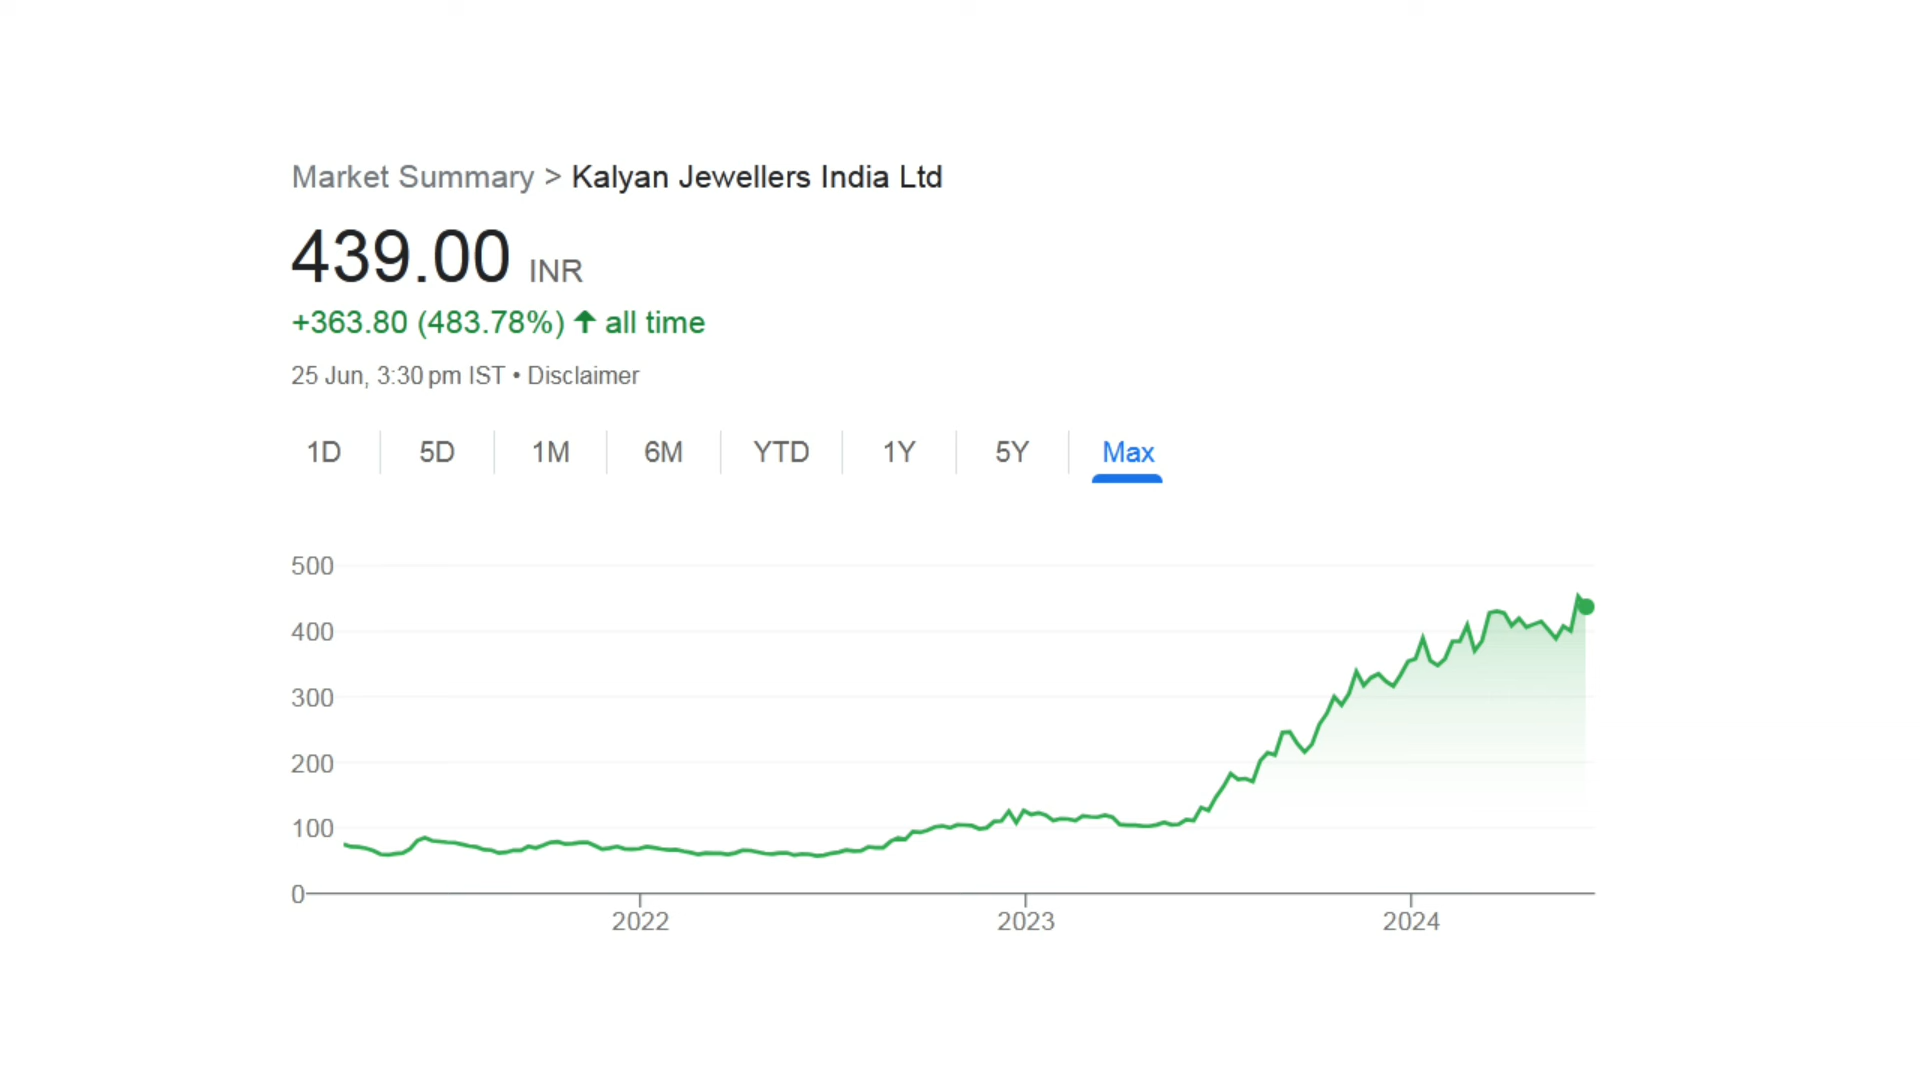 Market Summary > Kalyan Jewellers India Ltd
439.00 INR
+363.80 (483.78%) ↑ all time
25 Jun, 3:30 pm IST • Disclaimer
1D 5D 1M 6M YTD 1Y 5Y Max
500
400
300
200
100
0
2022 2023 2024